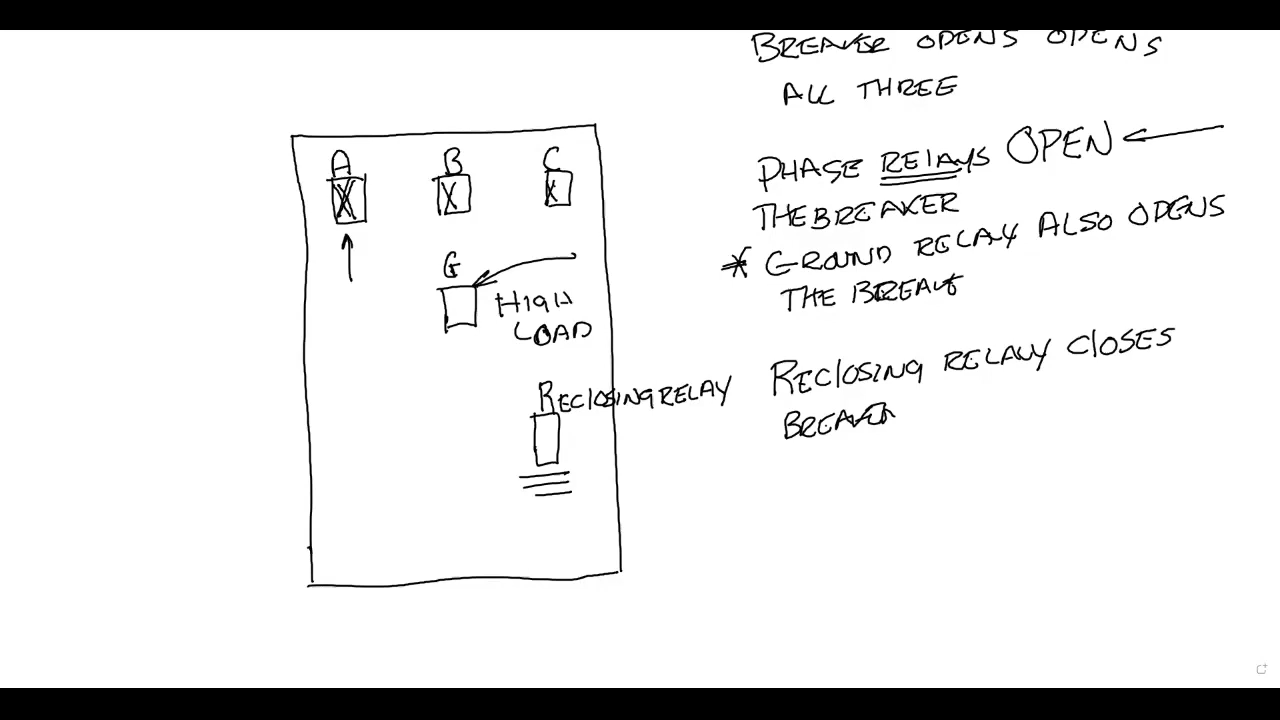 BREAKER OPENS OPENS
ALL THREE
PHASE RELAYS OPEN
THE BREAKER
* GROUND RELAY ALSO OPENS
THE BREAK
RECLOSING RELAY CLOSES
BREAKER
A B C
X X X
G
HIGH
LOAD
RECLOSING RELAY